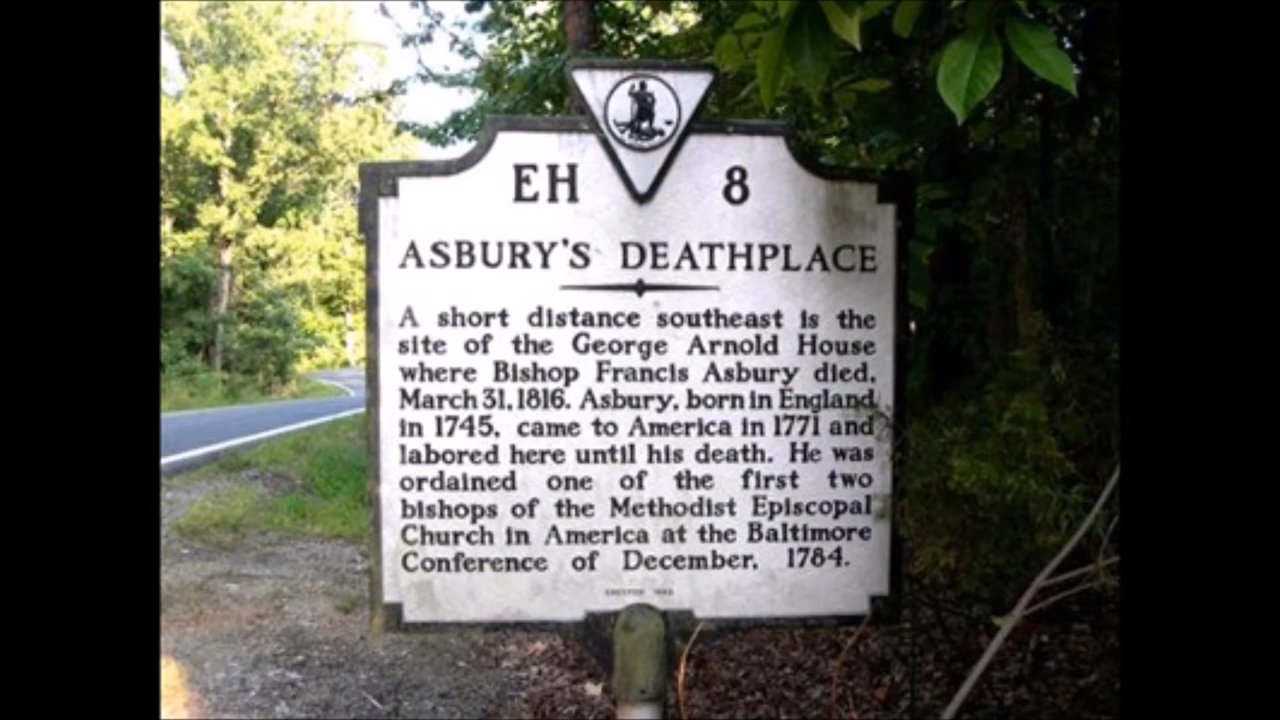 EH 8
ASBURY'S DEATHPLACE
A short distance southeast is the
site of the George Arnold House
where Bishop Francis Asbury died,
March 31, 1816. Asbury, born in England
in 1745, came to America in 1771 and
labored here until his death. He was
ordained one of the first two
bishops of the Methodist Episcopal
Church in America at the Baltimore
Conference of December, 1784.